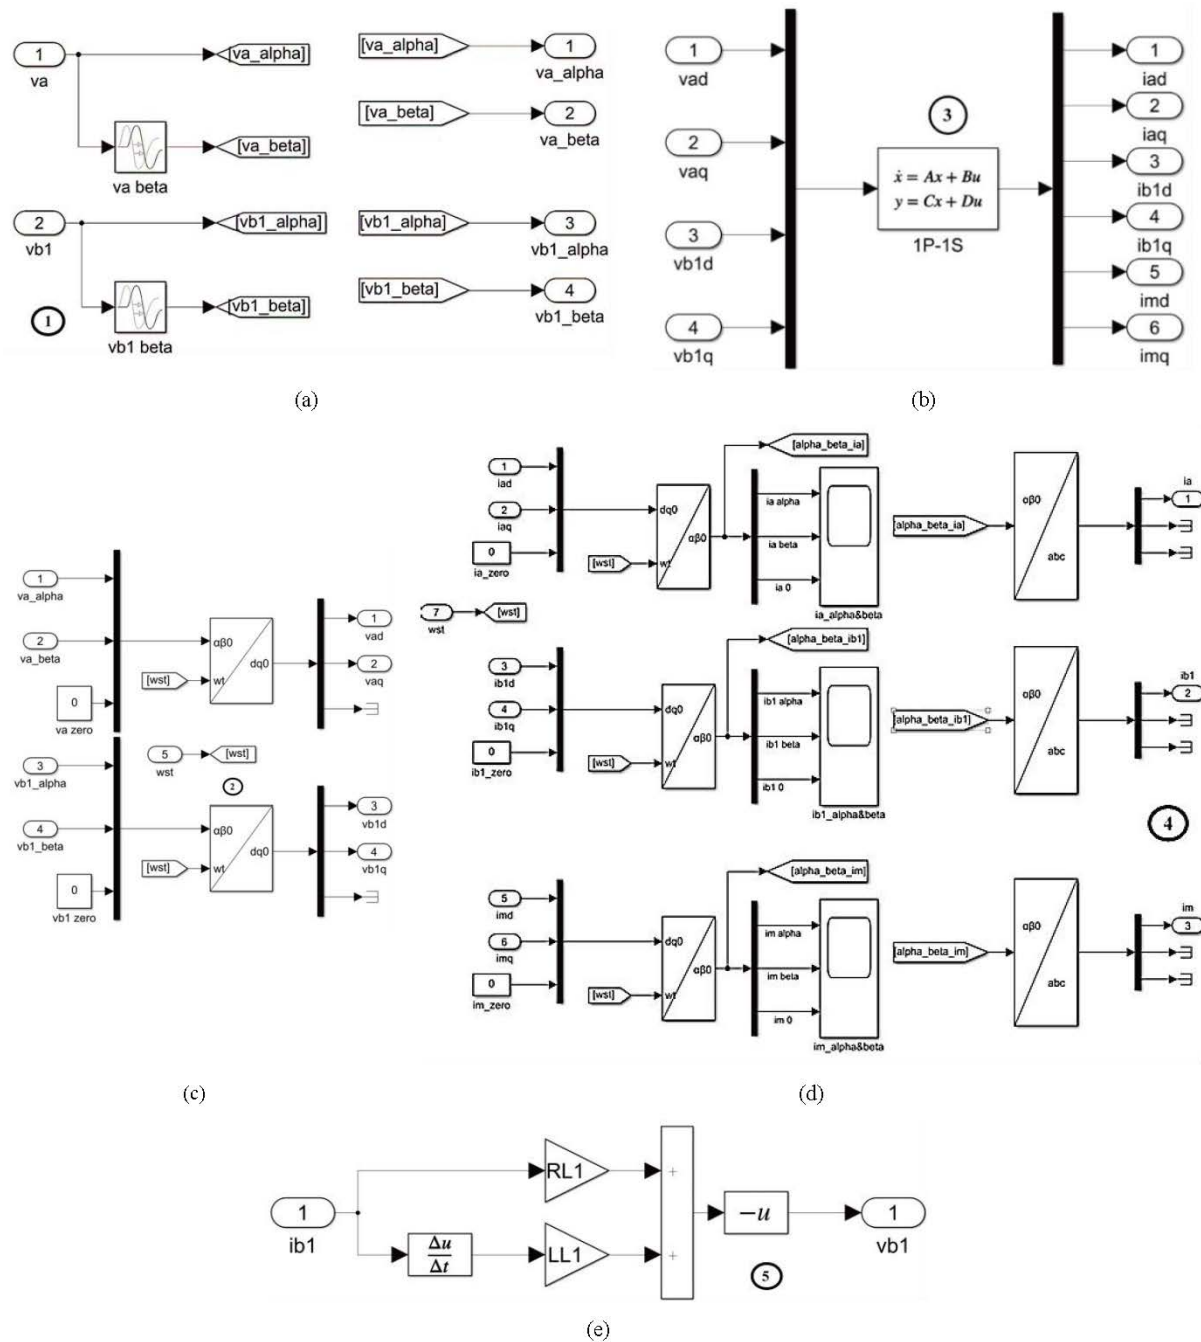 1
va
[va_alpha]
[va_beta]
va beta
2
vb1
[vb1_alpha]
[vb1_beta]
vb1 beta
1
[va_alpha]
1
va_alpha
[va_beta]
2
va_beta
[vb1_alpha]
3
vb1_alpha
[vb1_beta]
4
vb1_beta
(a)
1
vad
2
vaq
3
vb1d
4
vb1q
3
ẋ = Ax + Bu
y = Cx + Du
1P-1S
1
iad
2
iaq
3
ib1d
4
ib1q
5
imd
6
imq
(b)
1
va_alpha
2
va_beta
0
va zero
αβ0
[wst]
wt
dq0
1
vad
2
vaq
5
wst
[wst]
2
3
vb1_alpha
4
vb1_beta
0
vb1 zero
αβ0
[wst]
wt
dq0
3
vb1d
4
vb1q
(c)
1
iad
2
iaq
0
ia_zero
dq0
[wst]
wt
αβ0
[alpha_beta_ia]
ia alpha
ia beta
ia 0
ia_alpha&beta
[alpha_beta_ia]
αβ0
abc
ia
1
7
wst
[wst]
3
ib1d
4
ib1q
0
ib1_zero
dq0
[wst]
wt
αβ0
[alpha_beta_ib1]
ib1 alpha
ib1 beta
ib1 0
ib1_alpha&beta
[alpha_beta_ib1]
αβ0
abc
ib1
2
4
5
imd
6
imq
0
im_zero
dq0
[wst]
wt
αβ0
[alpha_beta_im]
im alpha
im beta
im 0
im_alpha&beta
[alpha_beta_im]
αβ0
abc
im
3
(d)
1
ib1
RL1
Δu
Δt
LL1
+
+
−u
1
vb1
5
(e)